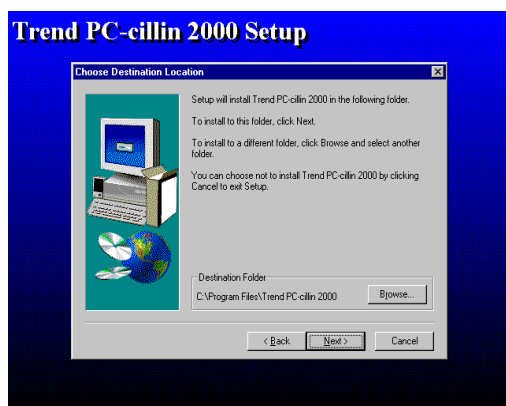 Trend PC-cillin 2000 Setup
Choose Destination Location
Setup will install Trend PC-cillin 2000 in the following folder.
To install to this folder, click Next.
To install to a different folder, click Browse and select another
folder.
You can choose not to install Trend PC-cillin 2000 by clicking
Cancel to exit Setup.
Destination Folder
C:\Program Files\Trend PC-cillin 2000
Browse...
< Back
Next >
Cancel